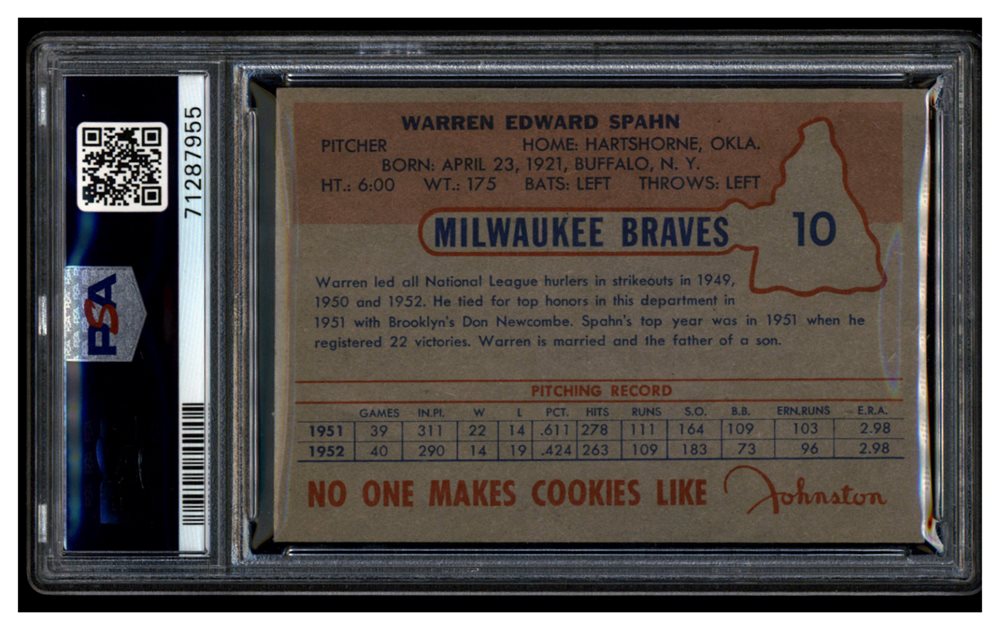 WARREN EDWARD SPAHN
PITCHER HOME: HARTSHORNE, OKLA.
BORN: APRIL 23, 1921, BUFFALO, N. Y.
HT.: 6:00 WT.: 175 BATS: LEFT THROWS: LEFT
MILWAUKEE BRAVES 10
Warren led all National League hurlers in strikeouts in 1949,
1950 and 1952. He tied for top honors in this department in
1951 with Brooklyn's Don Newcombe. Spahn's top year was in 1951 when he
registered 22 victories. Warren is married and the father of a son.
PITCHING RECORD
GAMES IN.PI. W L PCT. HITS RUNS S.O. B.B. ERN.RUNS E.R.A.
1951 39 311 22 14 .611 278 111 164 109 103 2.98
1952 40 290 14 19 .424 263 109 183 73 96 2.98
NO ONE MAKES COOKIES LIKE Johnston
71287955
PSA